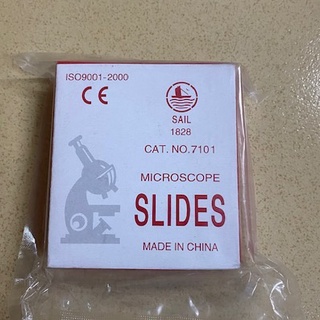 ISO9001-2000
CE
SAIL
1828
CAT. NO.7101
MICROSCOPE
SLIDES
MADE IN CHINA